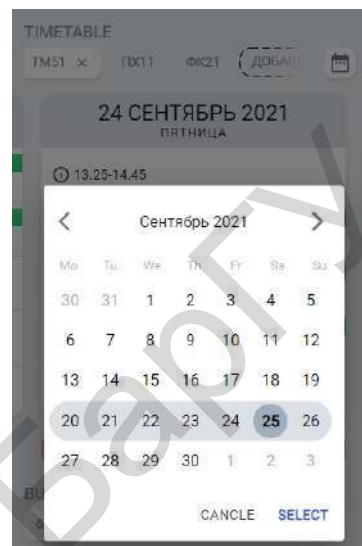 TIMETABLE
ТМ51 × ПХ11 ФК21 ДОБАВ
24 СЕНТЯБРЬ 2021
ПЯТНИЦА
13.25-14.45
Сентябрь 2021
Mo Tu We Th Fr Sa Su
30 31 1 2 3 4 5
6 7 8 9 10 11 12
13 14 15 16 17 18 19
20 21 22 23 24 25 26
27 28 29 30 1 2 3
BU
CANCLE SELECT
БарГУ